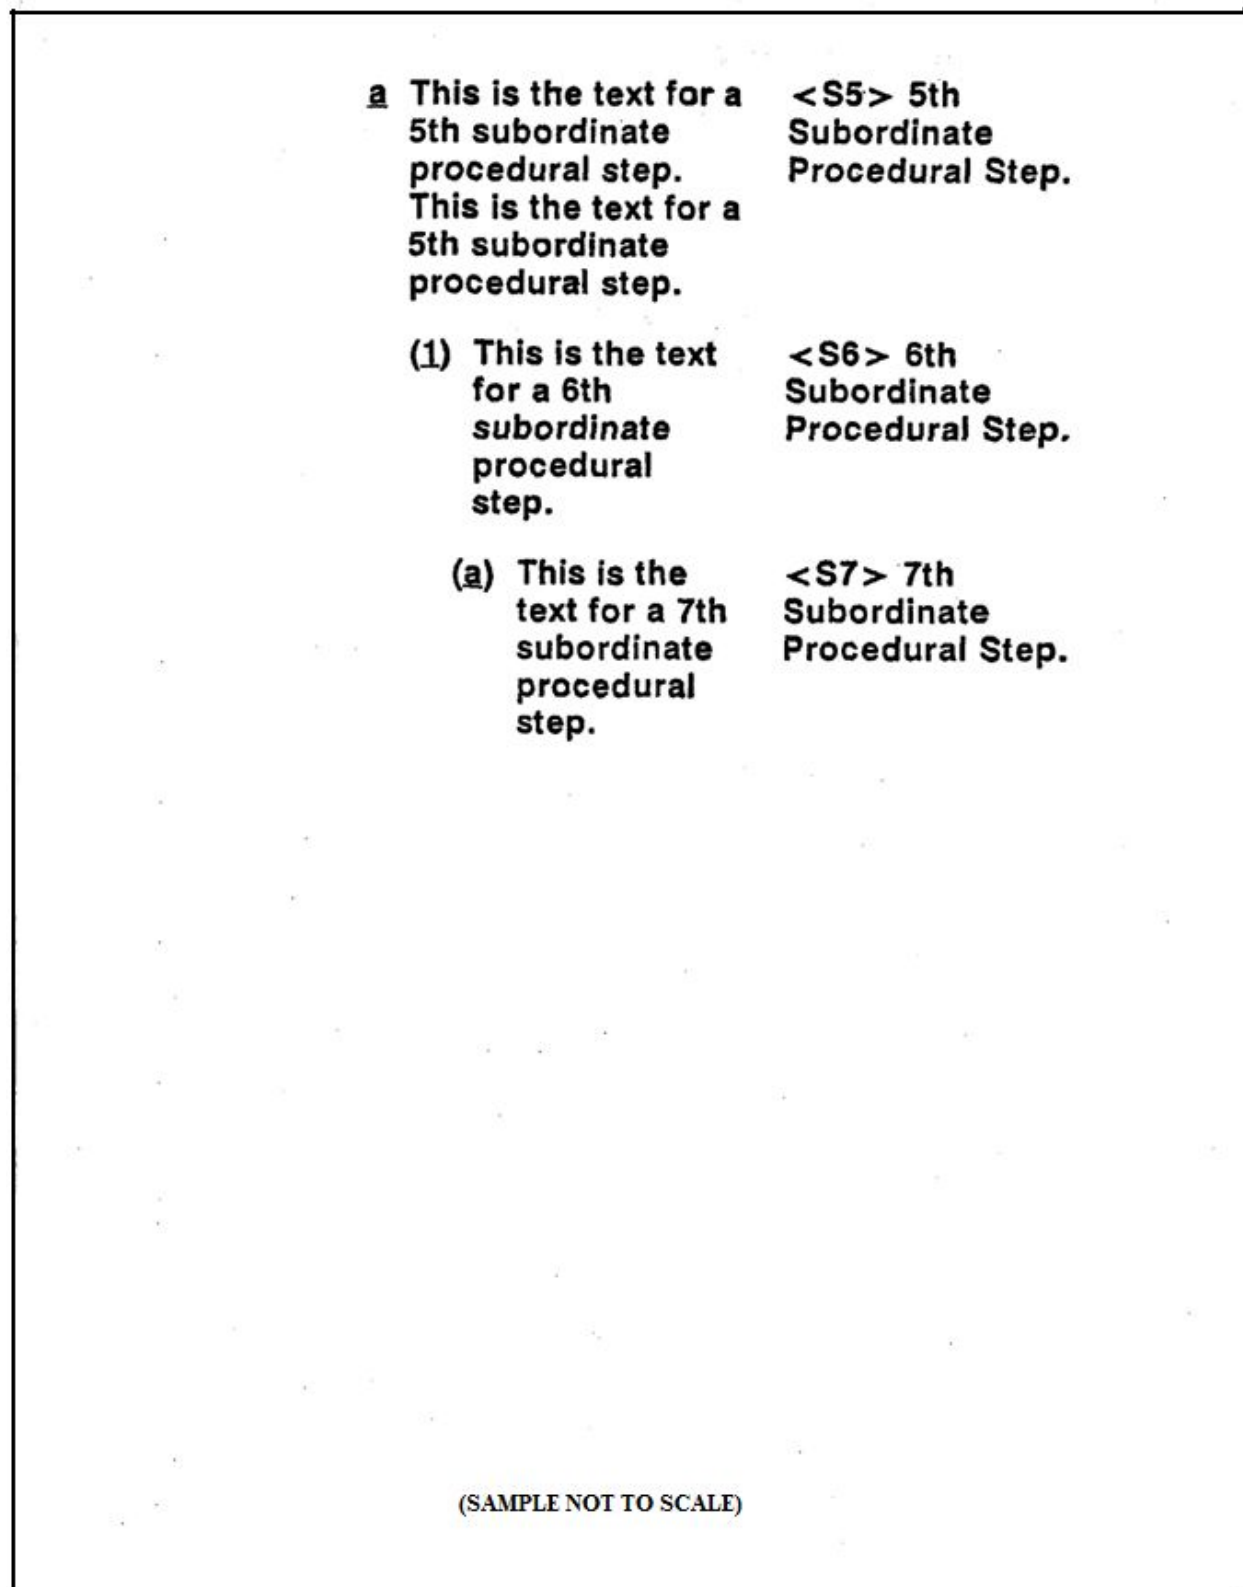 a This is the text for a <S5> 5th
5th subordinate Subordinate
procedural step. Procedural Step.
This is the text for a
5th subordinate
procedural step.
(1) This is the text <S6> 6th
for a 6th Subordinate
subordinate Procedural Step.
procedural
step.
(a) This is the <S7> 7th
text for a 7th Subordinate
subordinate Procedural Step.
procedural
step.
(SAMPLE NOT TO SCALE)